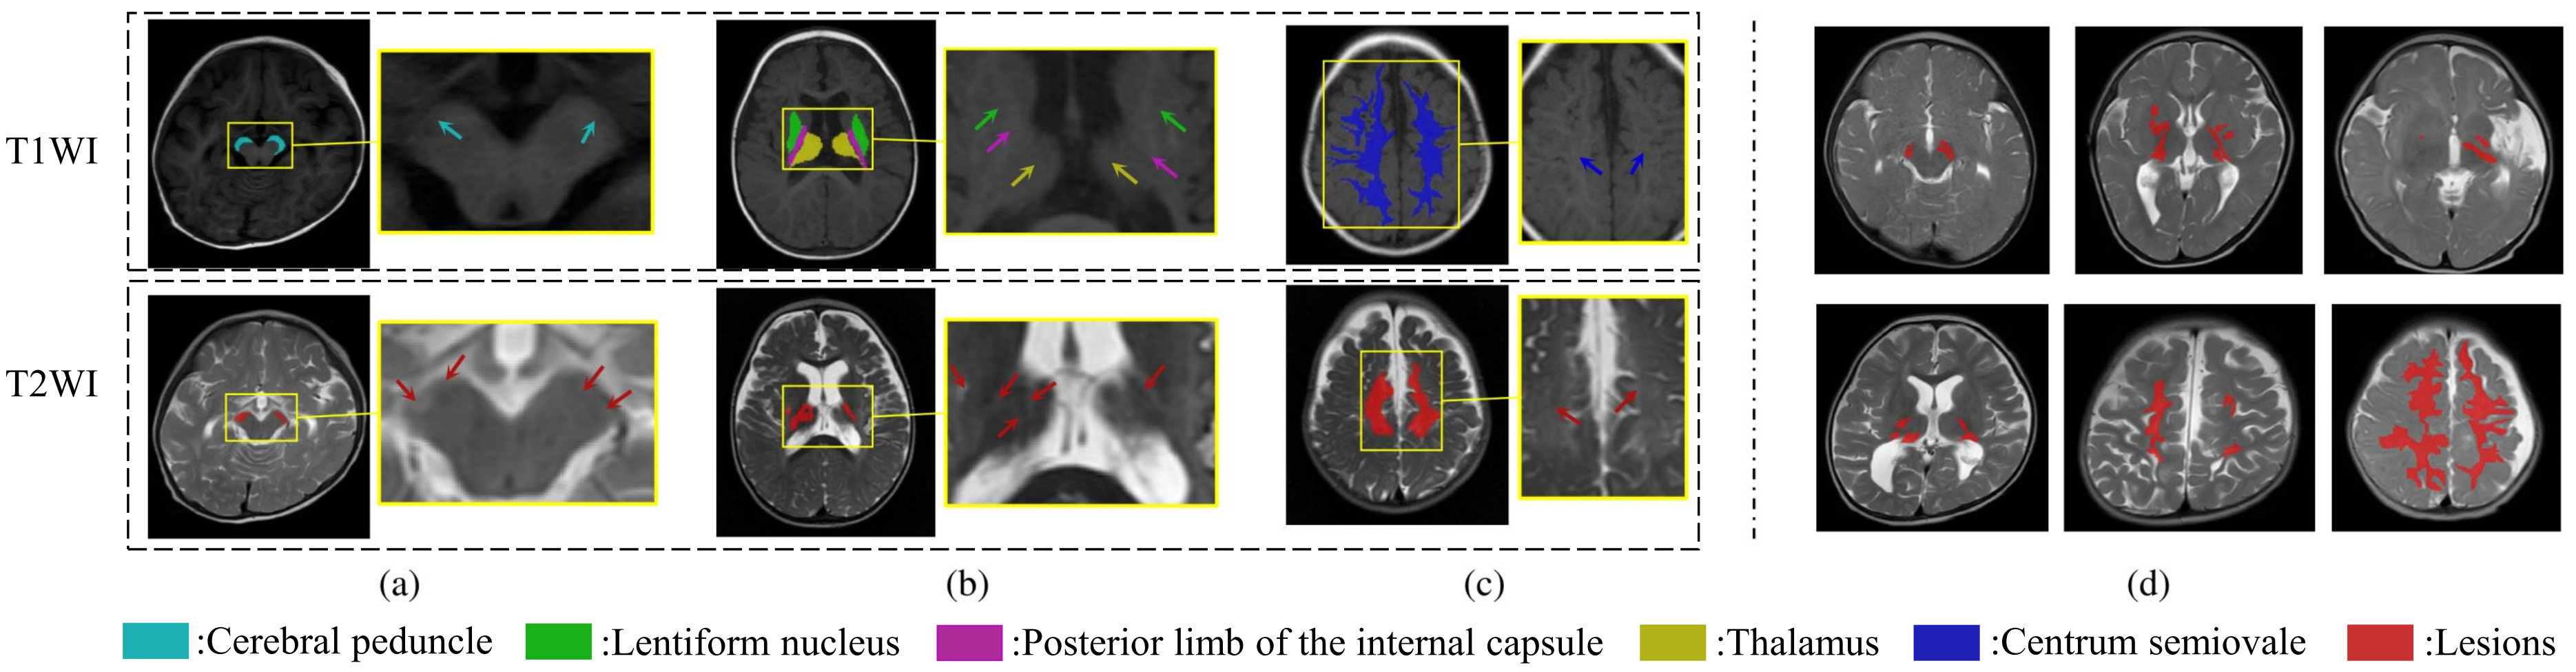 T1WI
T2WI
(a) (b) (c) (d)
:Cerebral peduncle :Lentiform nucleus :Posterior limb of the internal capsule :Thalamus :Centrum semiovale :Lesions